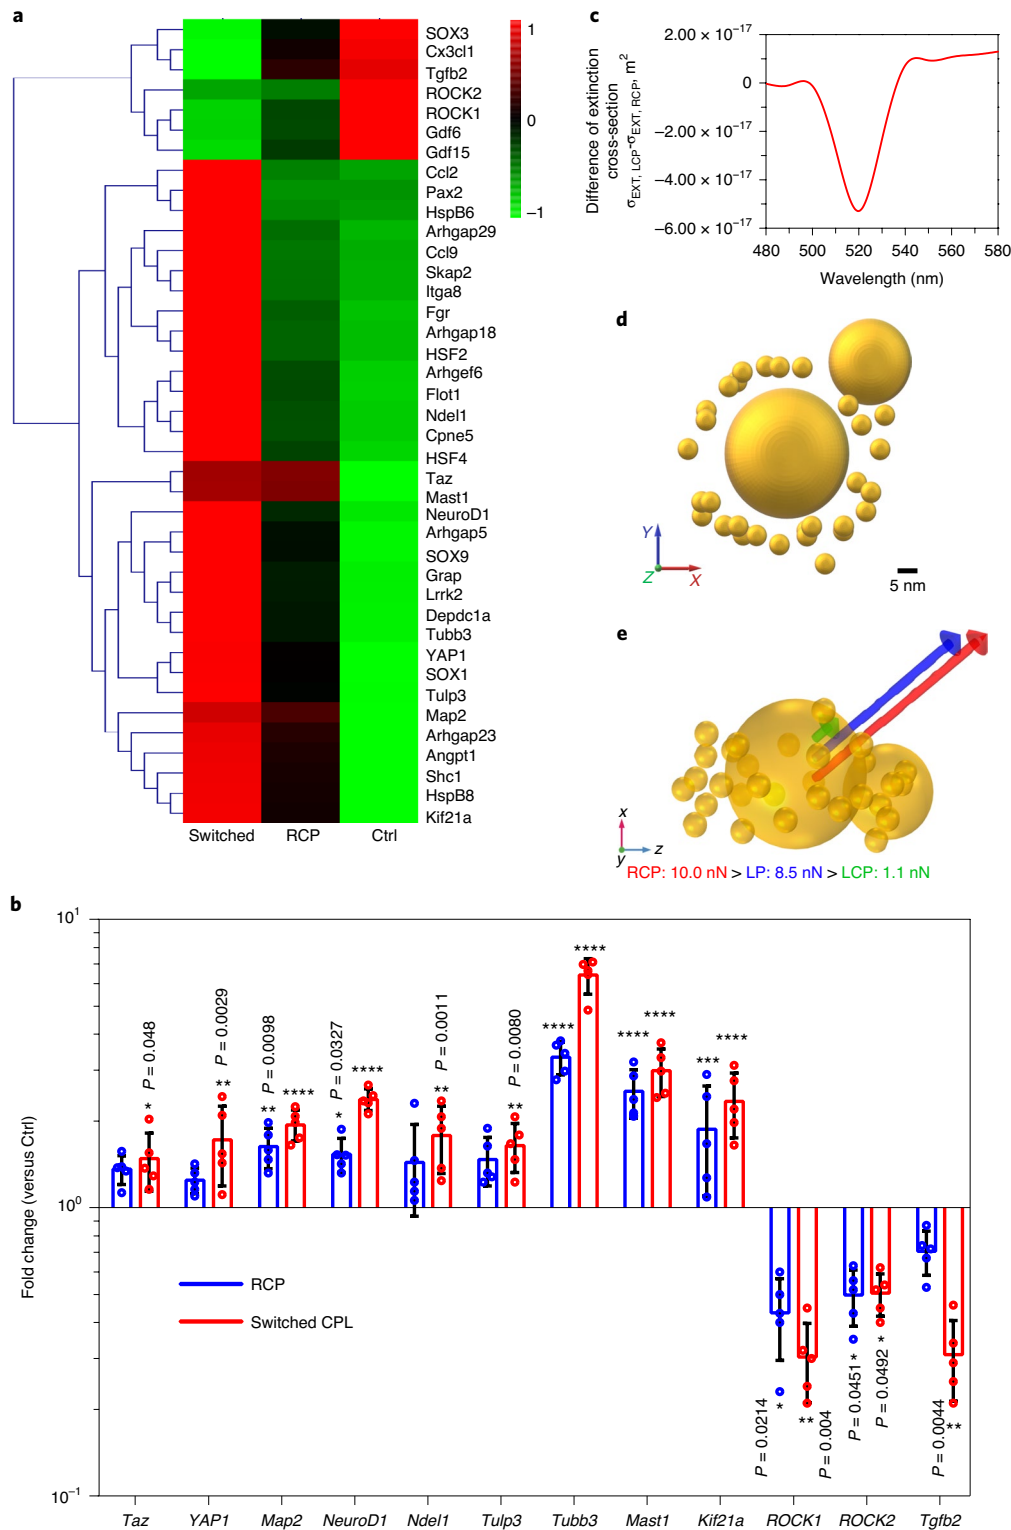 a
SOX3
Cx3cl1
Tgfb2
ROCK2
ROCK1
Gdf6
Gdf15
Ccl2
Pax2
HspB6
Arhgap29
Ccl9
Skap2
Itga8
Fgr
Arhgap18
HSF2
Arhgef6
Flot1
Ndel1
Cpne5
HSF4
Taz
Mast1
NeuroD1
Arhgap5
SOX9
Grap
Lrrk2
Depdc1a
Tubb3
YAP1
SOX1
Tulp3
Map2
Arhgap23
Angpt1
Shc1
HspB8
Kif21a
Switched RCP Ctrl
1
0
−1
c
Difference of extinction
cross-section
σEXT, LCP-σEXT, RCP, m²
2.00 × 10⁻¹⁷
0
−2.00 × 10⁻¹⁷
−4.00 × 10⁻¹⁷
−6.00 × 10⁻¹⁷
480 500 520 540 560 580
Wavelength (nm)
d
Y
Z
X
5 nm
e
x
y
z
RCP: 10.0 nN > LP: 8.5 nN > LCP: 1.1 nN
b
Fold change (versus Ctrl)
10¹
10⁰
10⁻¹
* P = 0.048
** P = 0.0029
** P = 0.0098
****
* P = 0.0327
****
** P = 0.0011
** P = 0.0080
****
****
****
****
***
****
RCP
Switched CPL
P = 0.0214 *
** P = 0.004
P = 0.0451 *
P = 0.0492 *
P = 0.0044 **
Taz YAP1 Map2 NeuroD1 Ndel1 Tulp3 Tubb3 Mast1 Kif21a ROCK1 ROCK2 Tgfb2